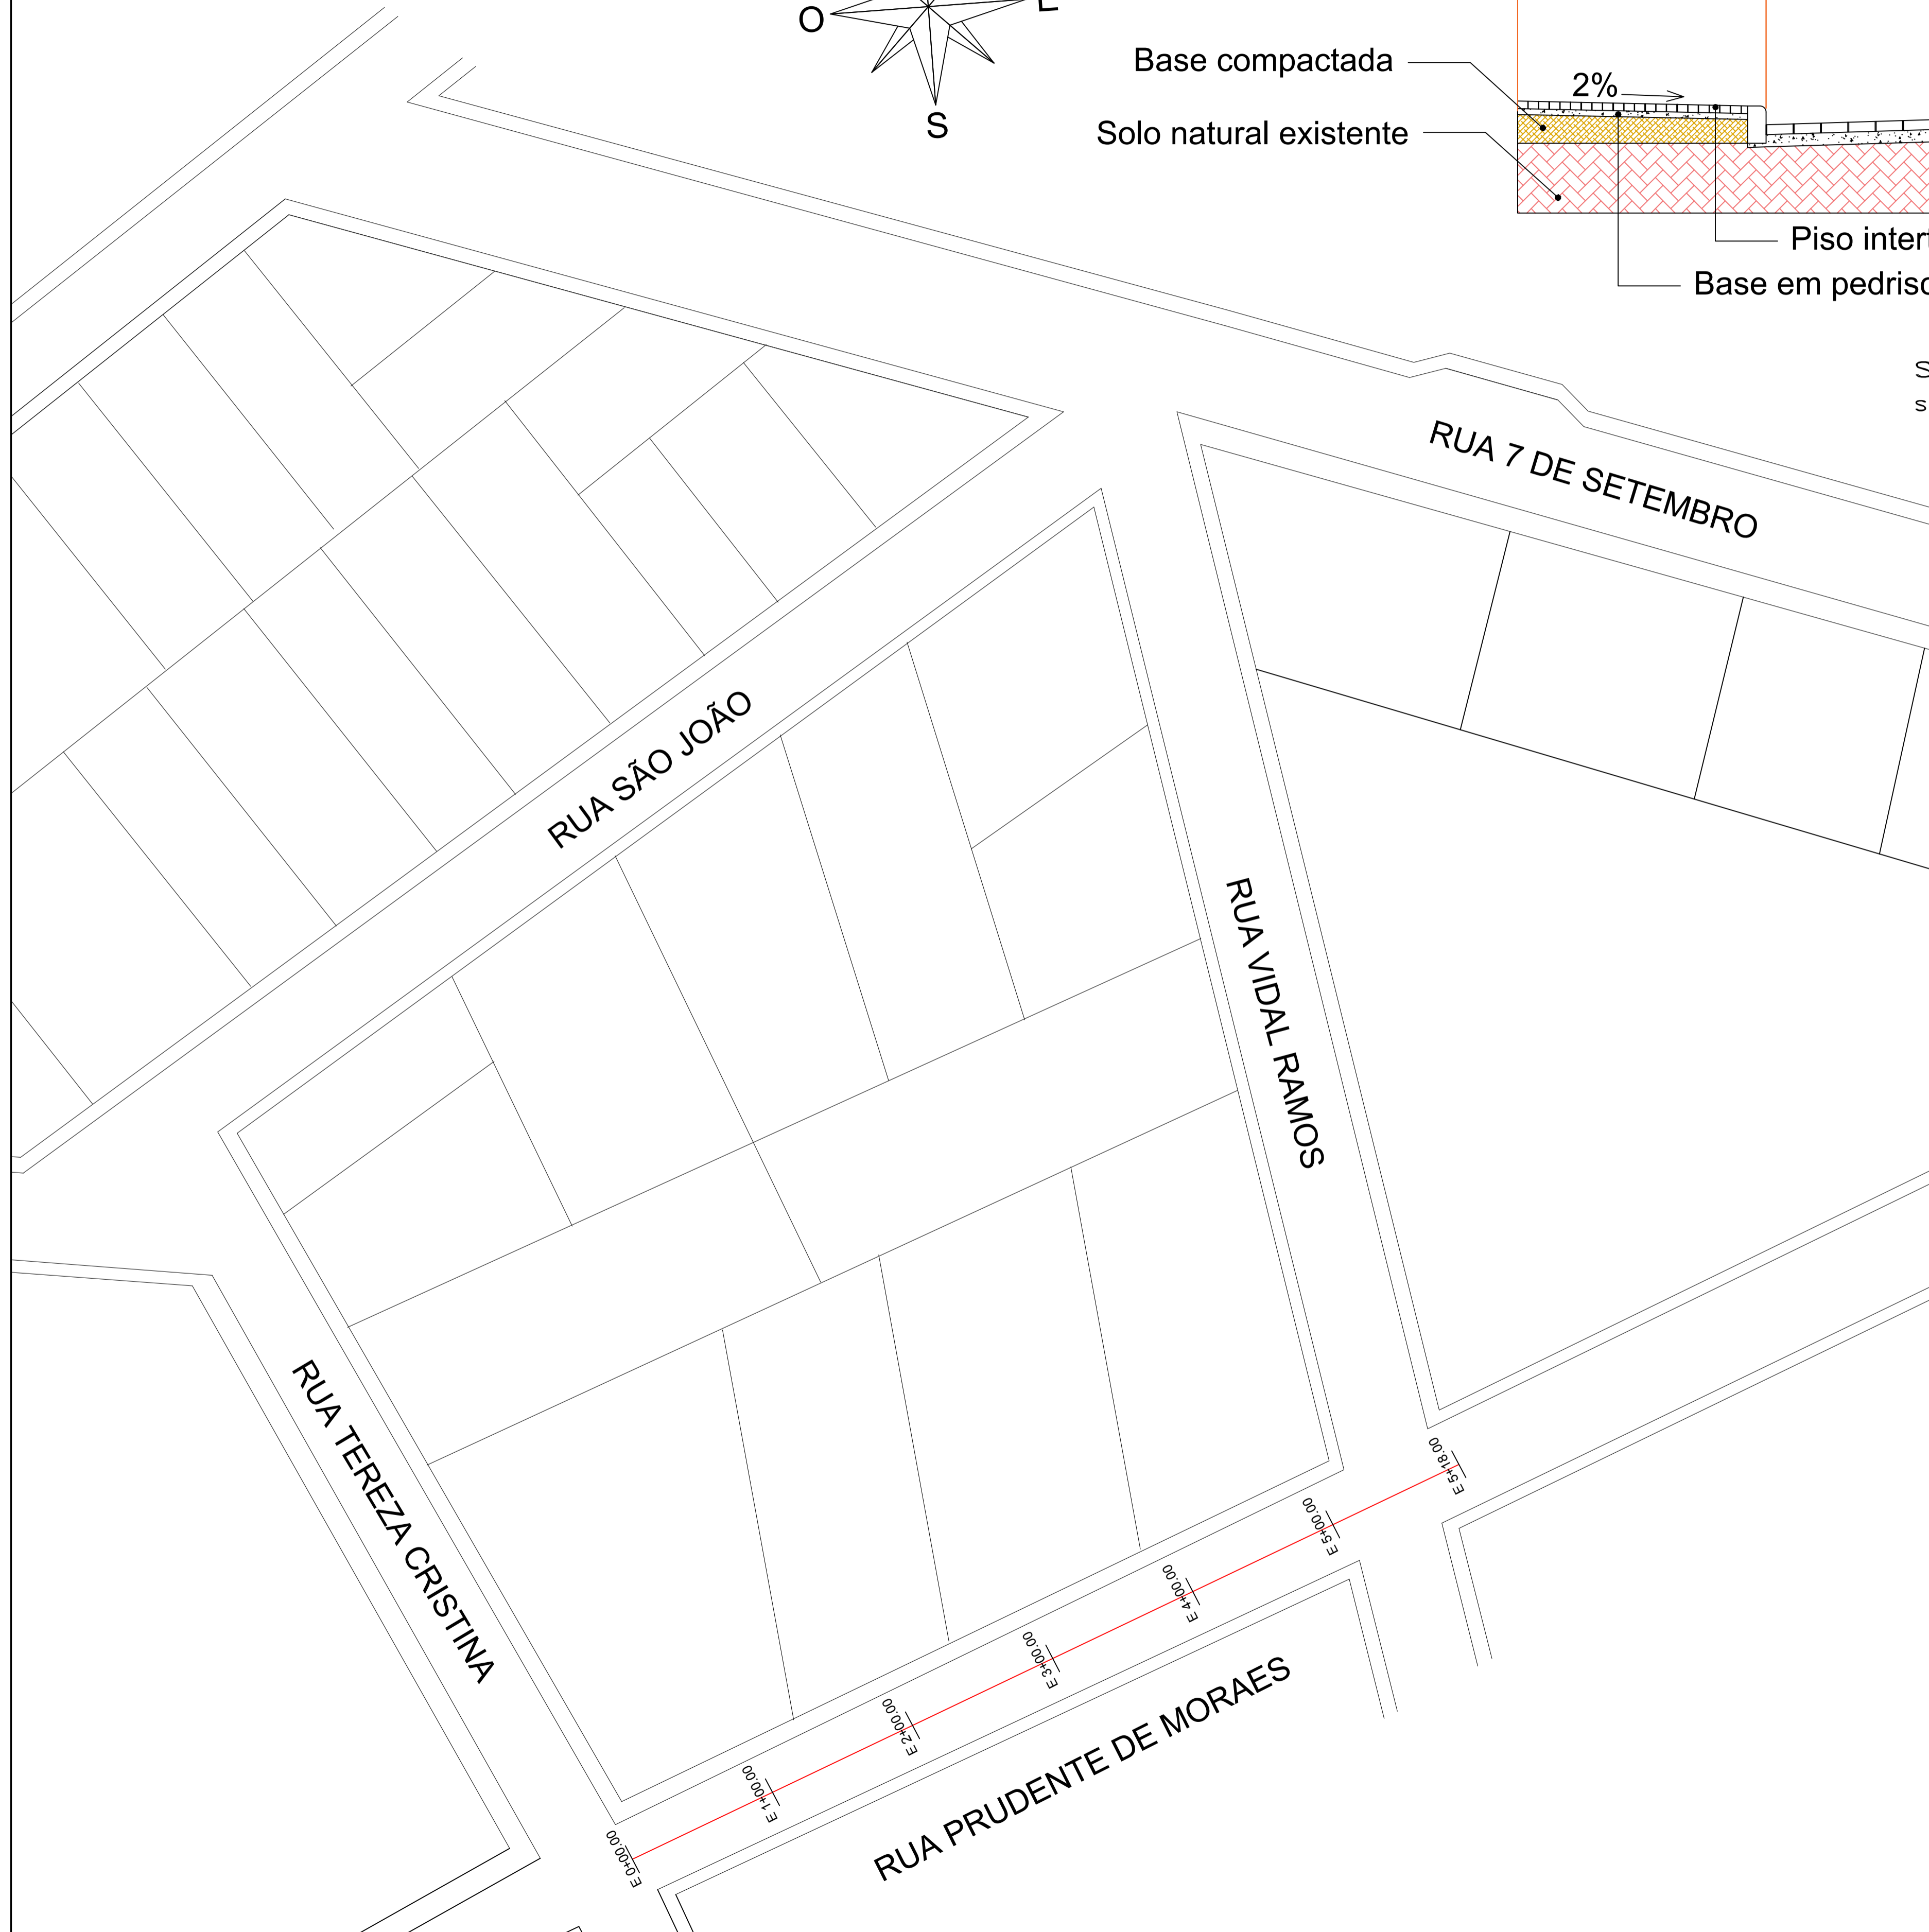 O
S
Base compactada
2%
Solo natural existente
RUA 7 DE SETEMBRO
RUA SÃO JOÃO
RUA VIDAL RAMOS
RUA TEREZA CRISTINA
E 5+18.00
E 5+00.00
E 4+00.00
E 3+00.00
E 2+00.00
E 1+00.00
E 0+00.00
RUA PRUDENTE DE MORAES
Piso
Base em